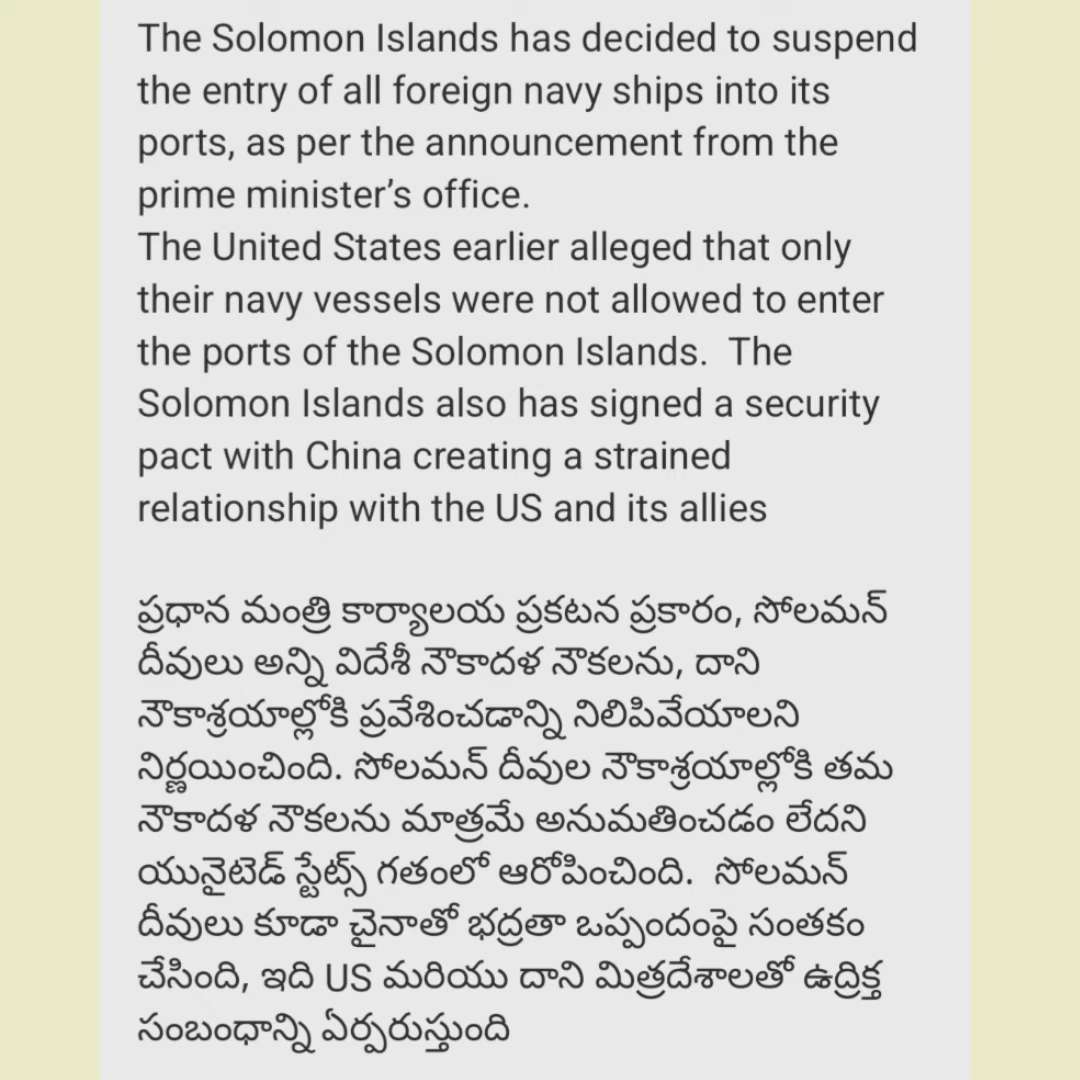 The Solomon Islands has decided to suspend
the entry of all foreign navy ships into its
ports, as per the announcement from the
prime minister’s office.
The United States earlier alleged that only
their navy vessels were not allowed to enter
the ports of the Solomon Islands.  The
Solomon Islands also has signed a security
pact with China creating a strained
relationship with the US and its allies
ప్రధాన మంత్రి కార్యాలయ ప్రకటన ప్రకారం, సోలమన్
దీవులు అన్ని విదేశీ నౌకాదళ నౌకలను, దాని
నౌకాశ్రయాల్లోకి ప్రవేశించడాన్ని నిలిపివేయాలని
నిర్ణయించింది. సోలమన్ దీవుల నౌకాశ్రయాల్లోకి తమ
నౌకాదళ నౌకలను మాత్రమే అనుమతించడం లేదని
యునైటెడ్ స్టేట్స్ గతంలో ఆరోపించింది.  సోలమన్
దీవులు కూడా చైనాతో భద్రతా ఒప్పందంపై సంతకం
చేసింది, ఇది US మరియు దాని మిత్రదేశాలతో ఉద్రిక్త
సంబంధాన్ని ఏర్పరుస్తుంది